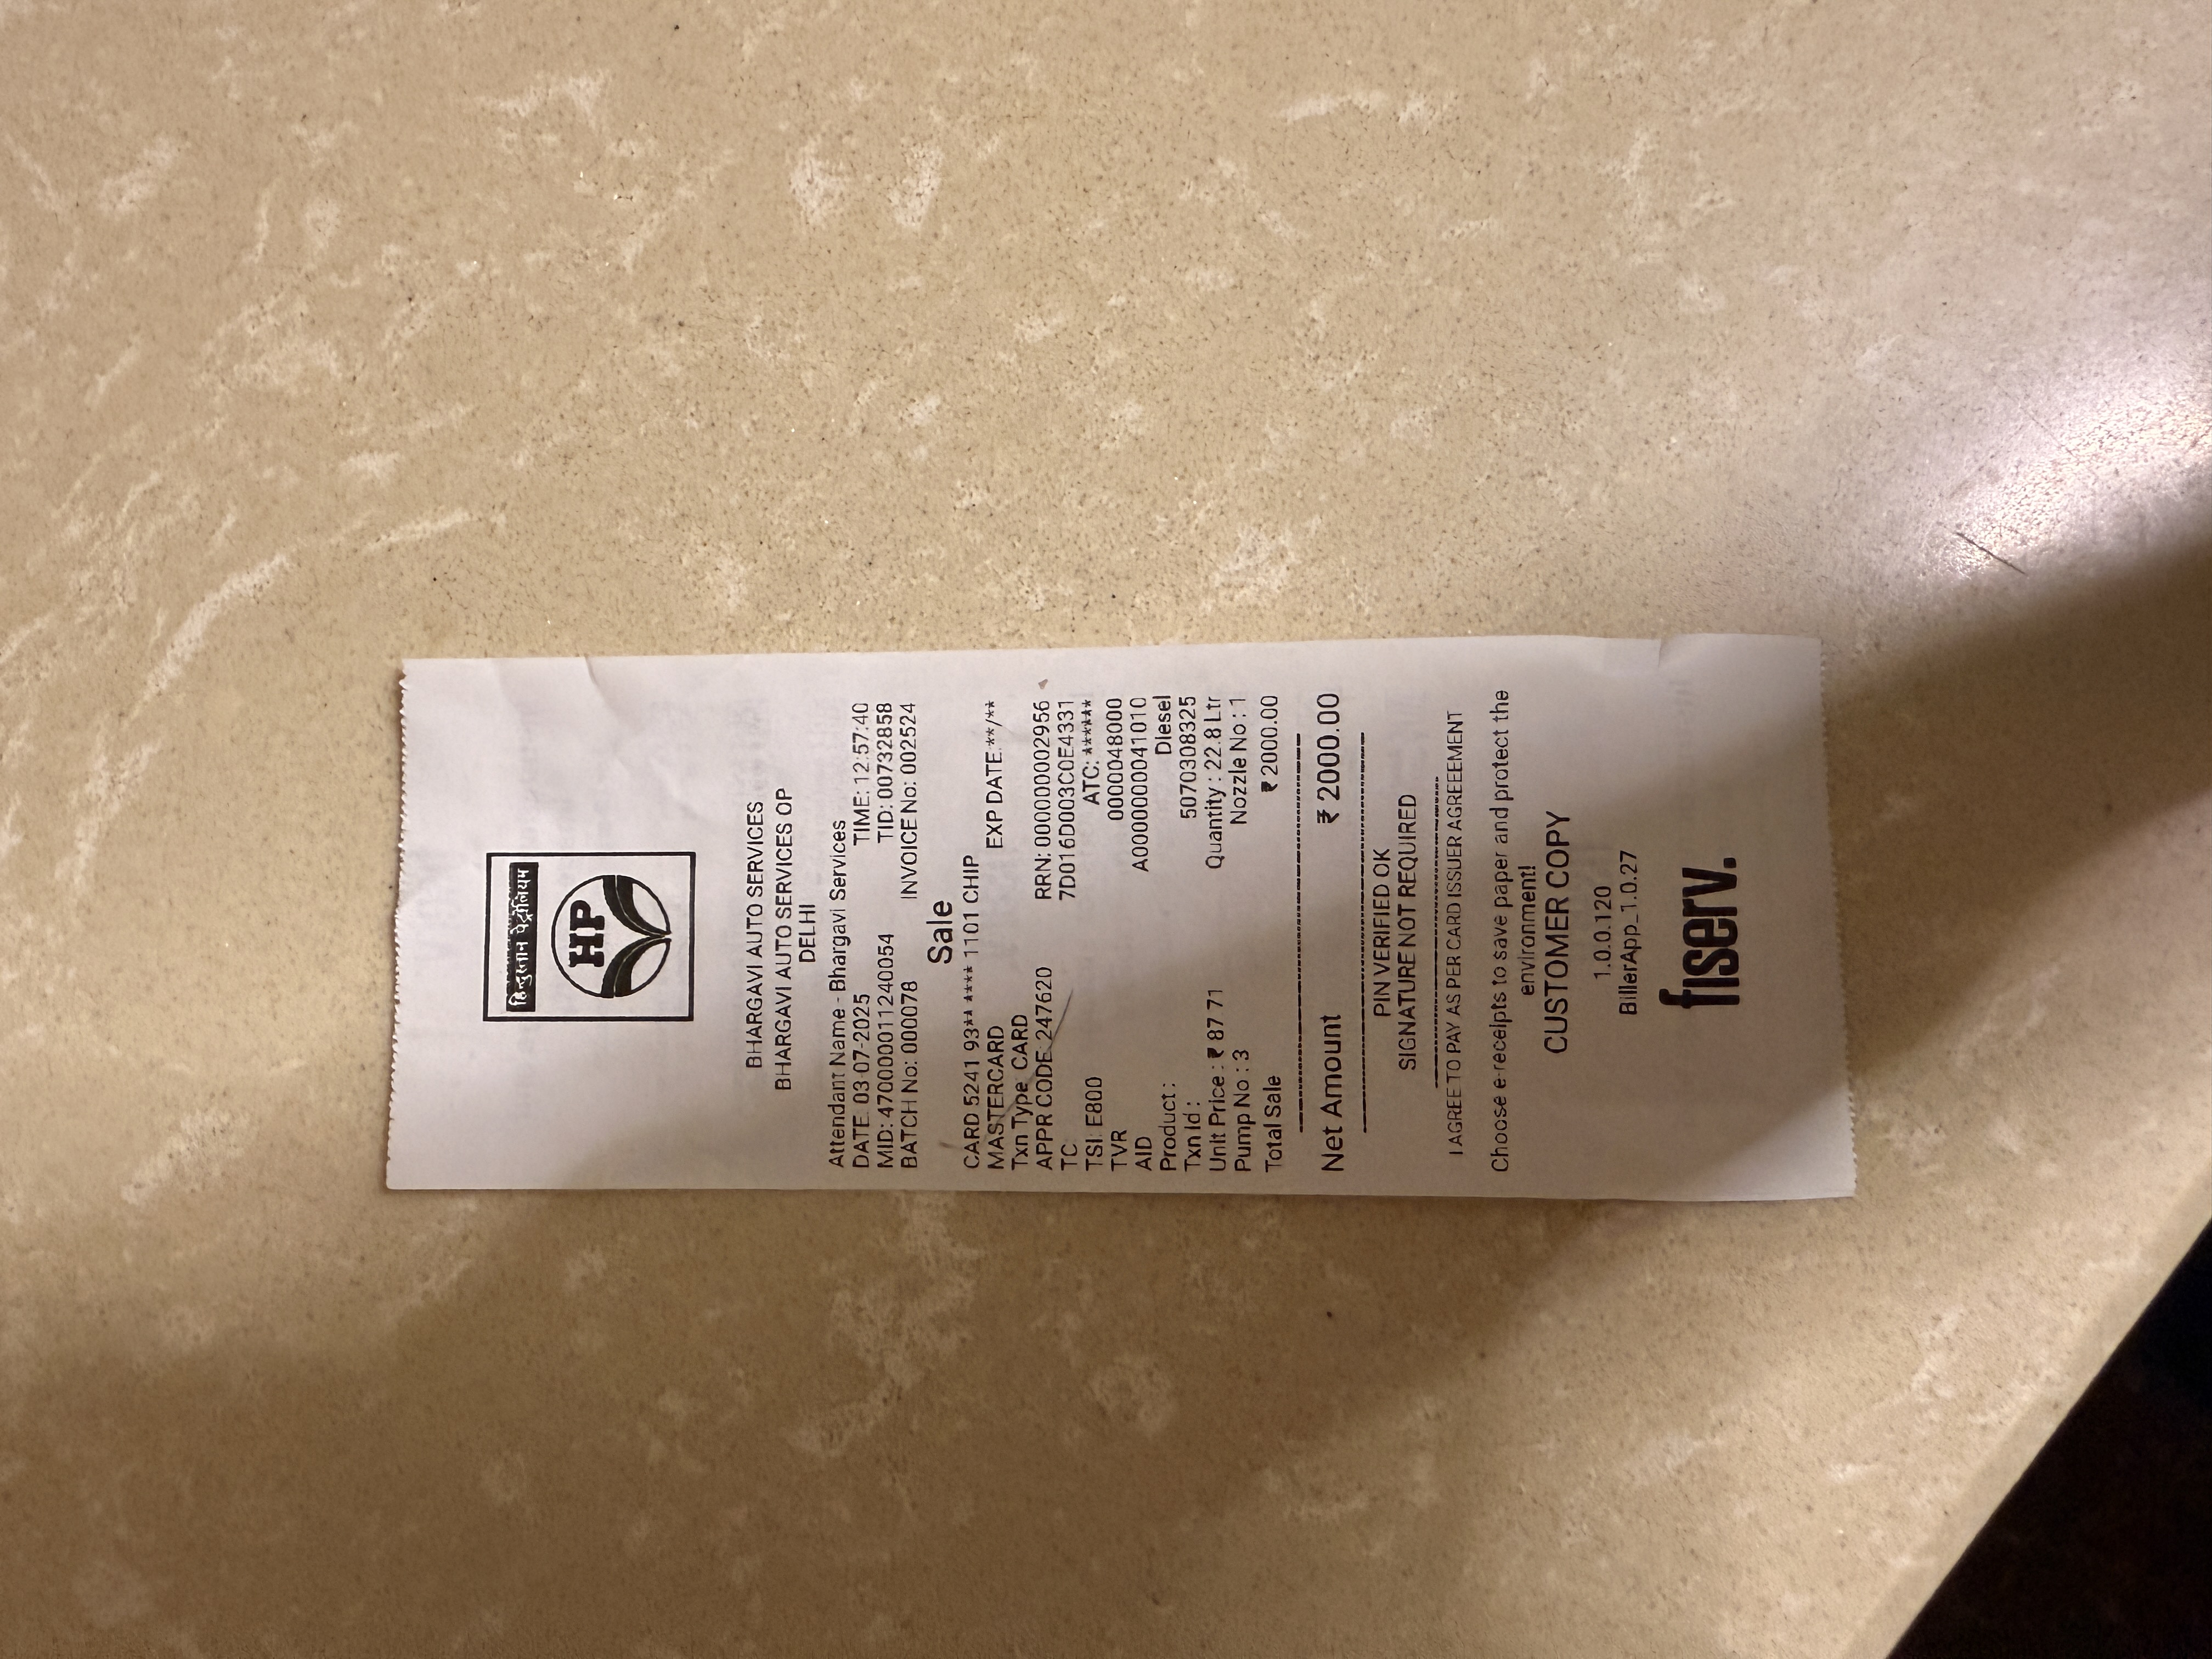 हिन्दुस्तान पेट्रोलियम
HP
BHARGAVI AUTO SERVICES
BHARGAVI AUTO SERVICES OP
DELHI
Attendant Name - Bhargavi Services
DATE: 03-07-2025 TIME: 12:57:40
MID: 470000011240054 TID: 00732858
BATCH No: 000078 INVOICE No: 002524
Sale
CARD 5241 93** **** 1101 CHIP
MASTERCARD EXP DATE:**/**
Txn Type: CARD
APPR CODE: 247620 RRN: 000000002956
TC 7D016D003C0E4331
TSI: E800 ATC: ******
TVR 0000048000
AID A0000000041010
Product : Diesel
Txn Id : 5070308325
Unit Price : ₹ 87.71 Quantity : 22.8 Ltr
Pump No : 3 Nozzle No : 1
Total Sale ₹ 2000.00
Net Amount ₹ 2000.00
PIN VERIFIED OK
SIGNATURE NOT REQUIRED
I AGREE TO PAY AS PER CARD ISSUER AGREEEMENT
Choose e-receipts to save paper and protect the
environment!
CUSTOMER COPY
1.0.0.120
BillerApp_1.0.27
fiserv.